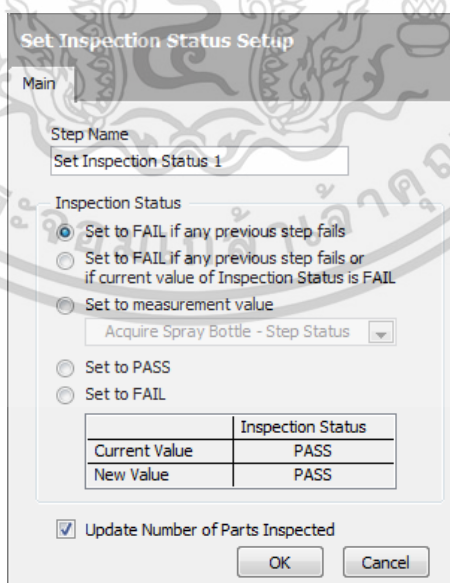 Set Inspection Status Setup
Main
Step Name
Set Inspection Status 1
Inspection Status
Set to FAIL if any previous step fails
Set to FAIL if any previous step fails or
if current value of Inspection Status is FAIL
Set to measurement value
Acquire Spray Bottle - Step Status
Set to PASS
Set to FAIL
Inspection Status
Current Value PASS
New Value PASS
Update Number of Parts Inspected
OK Cancel